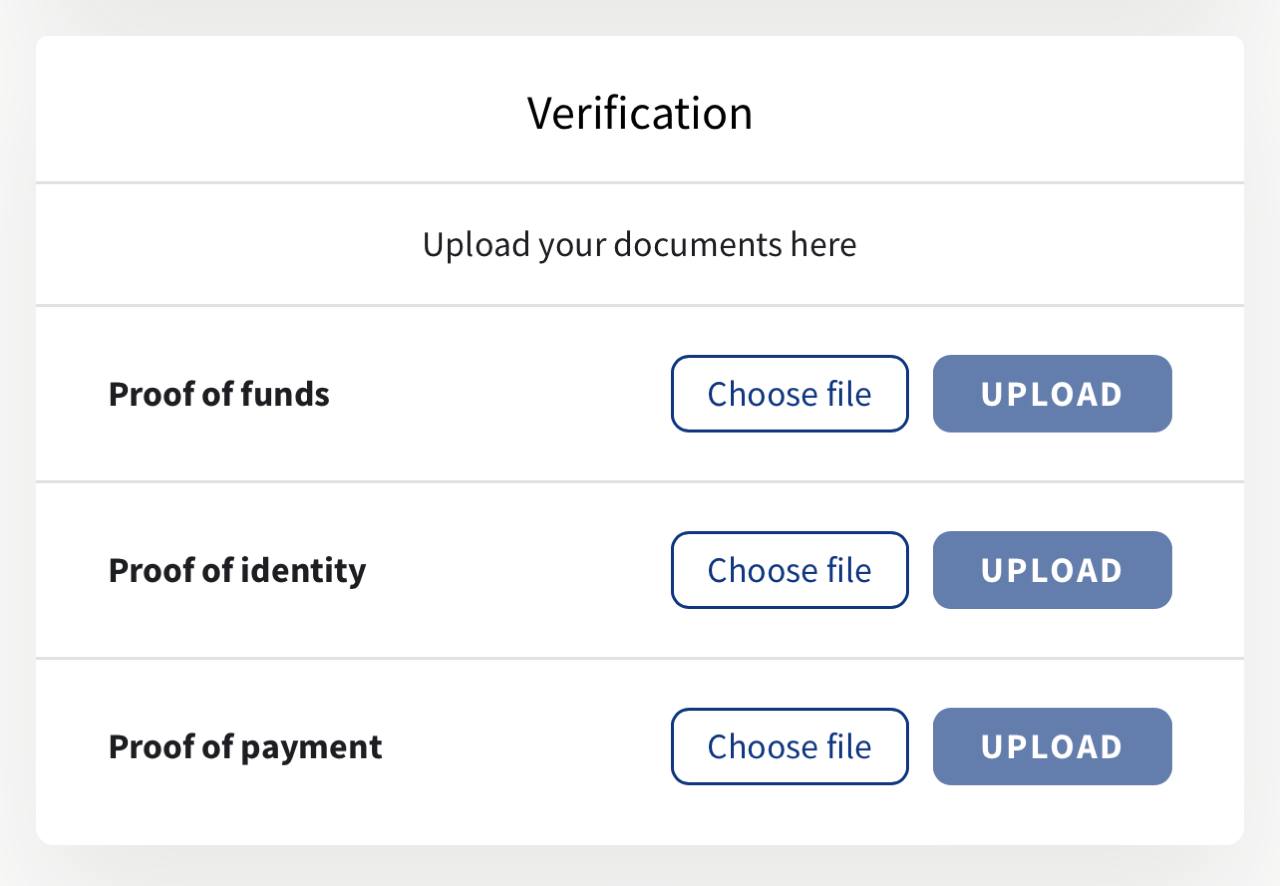 Verification
Upload your documents here
Proof of funds Choose file UPLOAD
Proof of identity Choose file UPLOAD
Proof of payment Choose file UPLOAD